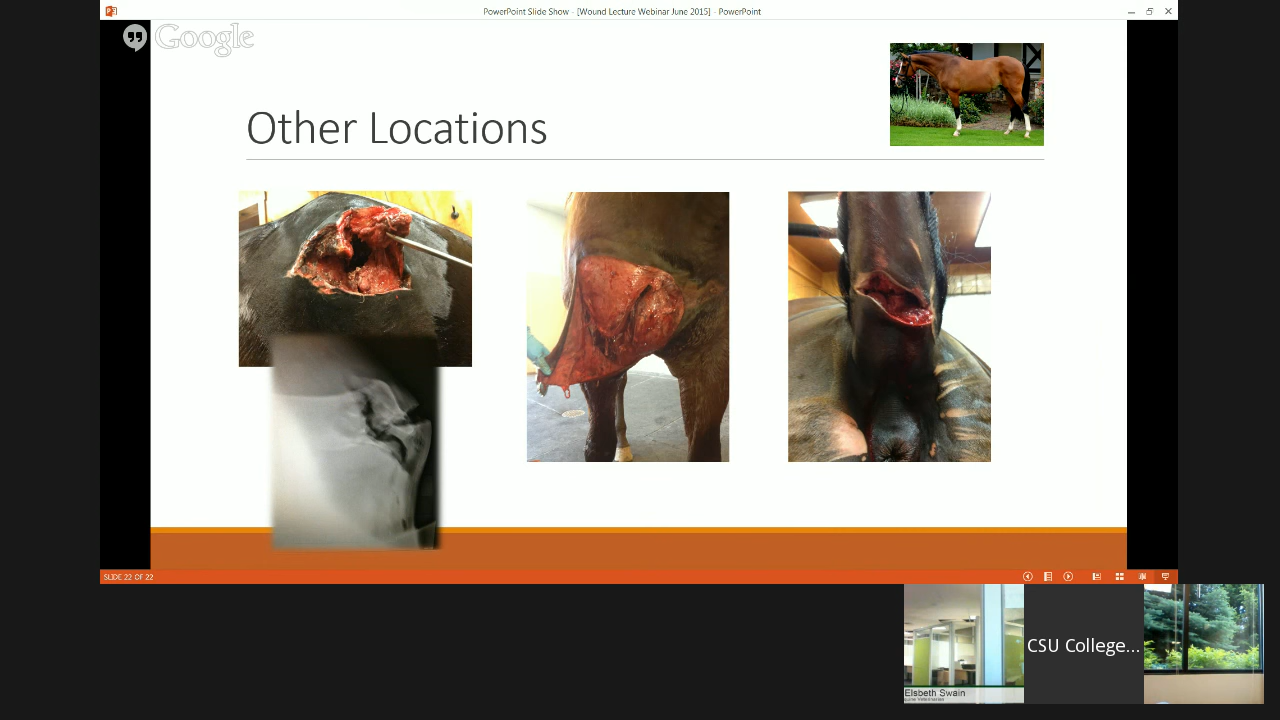 PowerPoint Slide Show - [Wound Lecture Webinar June 2015] - PowerPoint
Google
Other Locations
SLIDE 22 OF 22
CSU College...
Elsbeth Swain